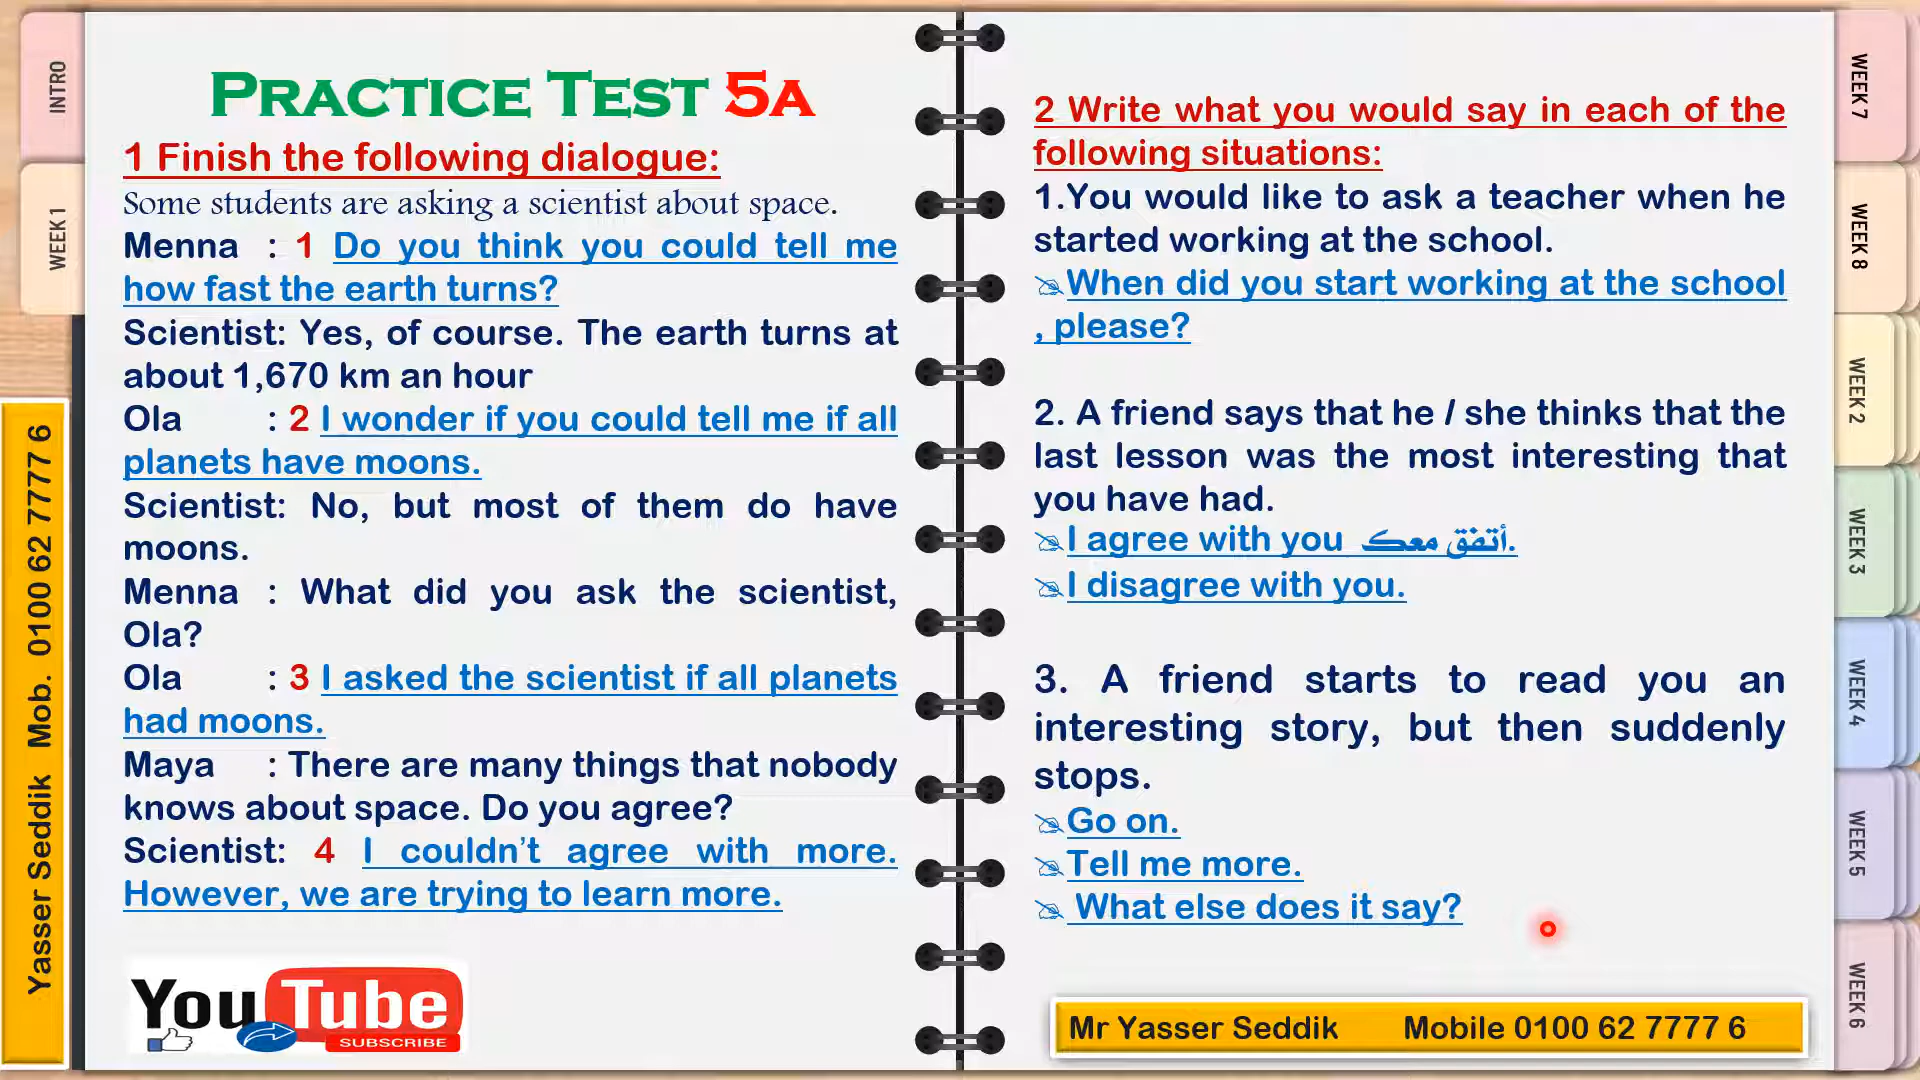 PRACTICE TEST 5A
1 Finish the following dialogue:
Some students are asking a scientist about space.
Menna : 1 Do you think you could tell me
how fast the earth turns?
Scientist: Yes, of course. The earth turns at
about 1,670 km an hour
Ola : 2 I wonder if you could tell me if all
planets have moons.
Scientist: No, but most of them do have
moons.
Menna : What did you ask the scientist,
Ola?
Ola : 3 I asked the scientist if all planets
had moons.
Maya : There are many things that nobody
knows about space. Do you agree?
Scientist: 4 I couldn’t agree with more.
However, we are trying to learn more.
YouTube
SUBSCRIBE
2 Write what you would say in each of the
following situations:
1.You would like to ask a teacher when he
started working at the school.
When did you start working at the school
, please?
2. A friend says that he / she thinks that the
last lesson was the most interesting that
you have had.
I agree with you أتفق معك.
I disagree with you.
3. A friend starts to read you an
interesting story, but then suddenly
stops.
Go on.
Tell me more.
What else does it say?
Mr Yasser Seddik Mobile 0100 62 7777 6
INTRO
WEEK 1
Yasser Seddik Mob. 0100 62 7777 6
WEEK 7
WEEK 8
WEEK 2
WEEK 3
WEEK 4
WEEK 5
WEEK 6